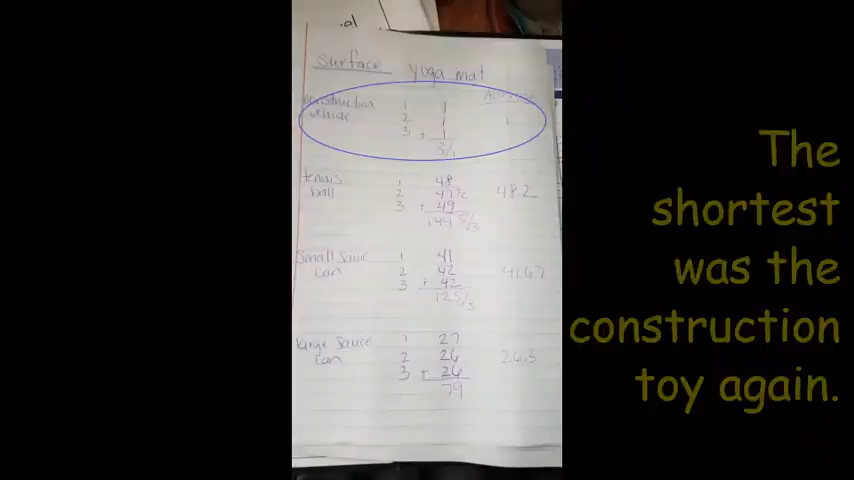 .al
Surface yoga mat
Average
construction 1 1
vehicle 2 1 1
3 + 1
3/1
tennis 1 48
ball 2 47½ 48.2
3 + 49
144.5/3
Small Sauce 1 41
Can 2 42 41.67
3 + 42
125/3
large Sauce 1 27
Can 2 26 26.3
3 + 26
79
The
shortest
was the
construction
toy again.